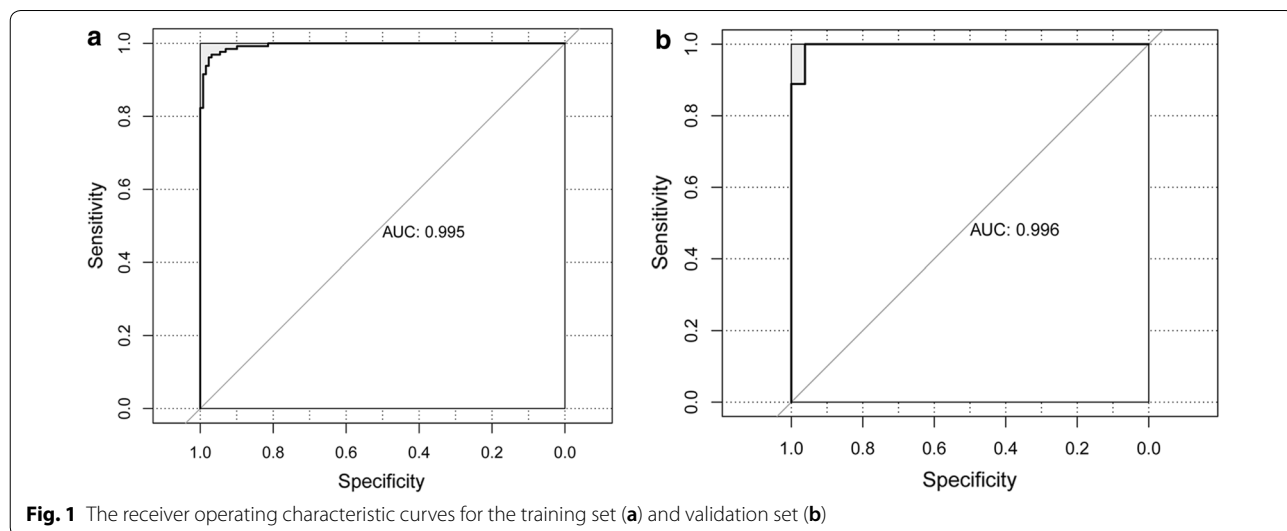 a
1.0
0.8
0.6
0.4
0.2
0.0
Sensitivity
AUC: 0.995
1.0 0.8 0.6 0.4 0.2 0.0
Specificity
b
1.0
0.8
0.6
0.4
0.2
0.0
Sensitivity
AUC: 0.996
1.0 0.8 0.6 0.4 0.2 0.0
Specificity
Fig. 1 The receiver operating characteristic curves for the training set (a) and validation set (b)